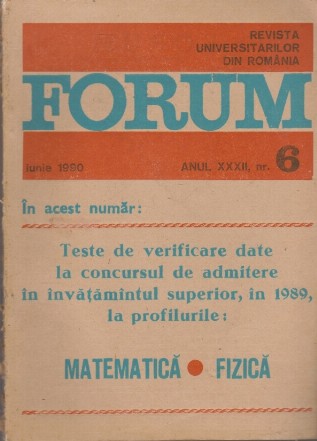 REVISTA
UNIVERSITARILOR
DIN ROMÂNIA
FORUM
Iunie 1990
ANUL XXXII, nr. 6
În acest număr:
Teste de verificare date
la concursul de admitere
în învățămîntul superior, în 1989,
la profilurile:
MATEMATICĂ ● FIZICĂ